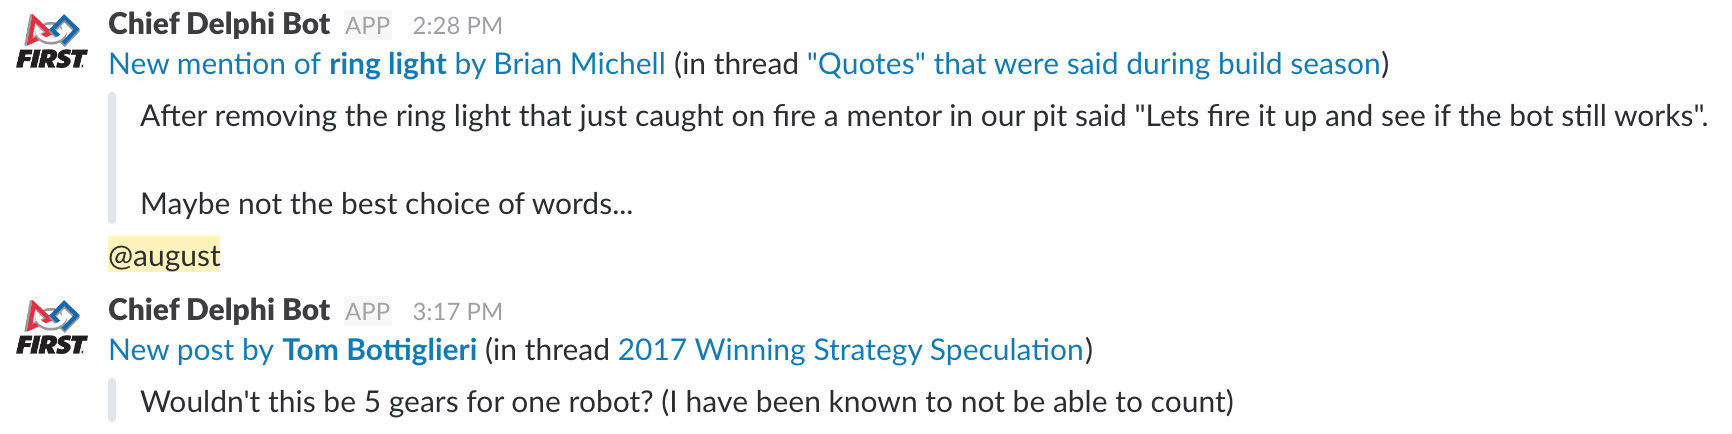 FIRST
Chief Delphi Bot APP 2:28 PM
New mention of ring light by Brian Michell (in thread "Quotes" that were said during build season)
After removing the ring light that just caught on fire a mentor in our pit said "Lets fire it up and see if the bot still works".
Maybe not the best choice of words...
@august
FIRST
Chief Delphi Bot APP 3:17 PM
New post by Tom Bottiglieri (in thread 2017 Winning Strategy Speculation)
Wouldn't this be 5 gears for one robot? (I have been known to not be able to count)